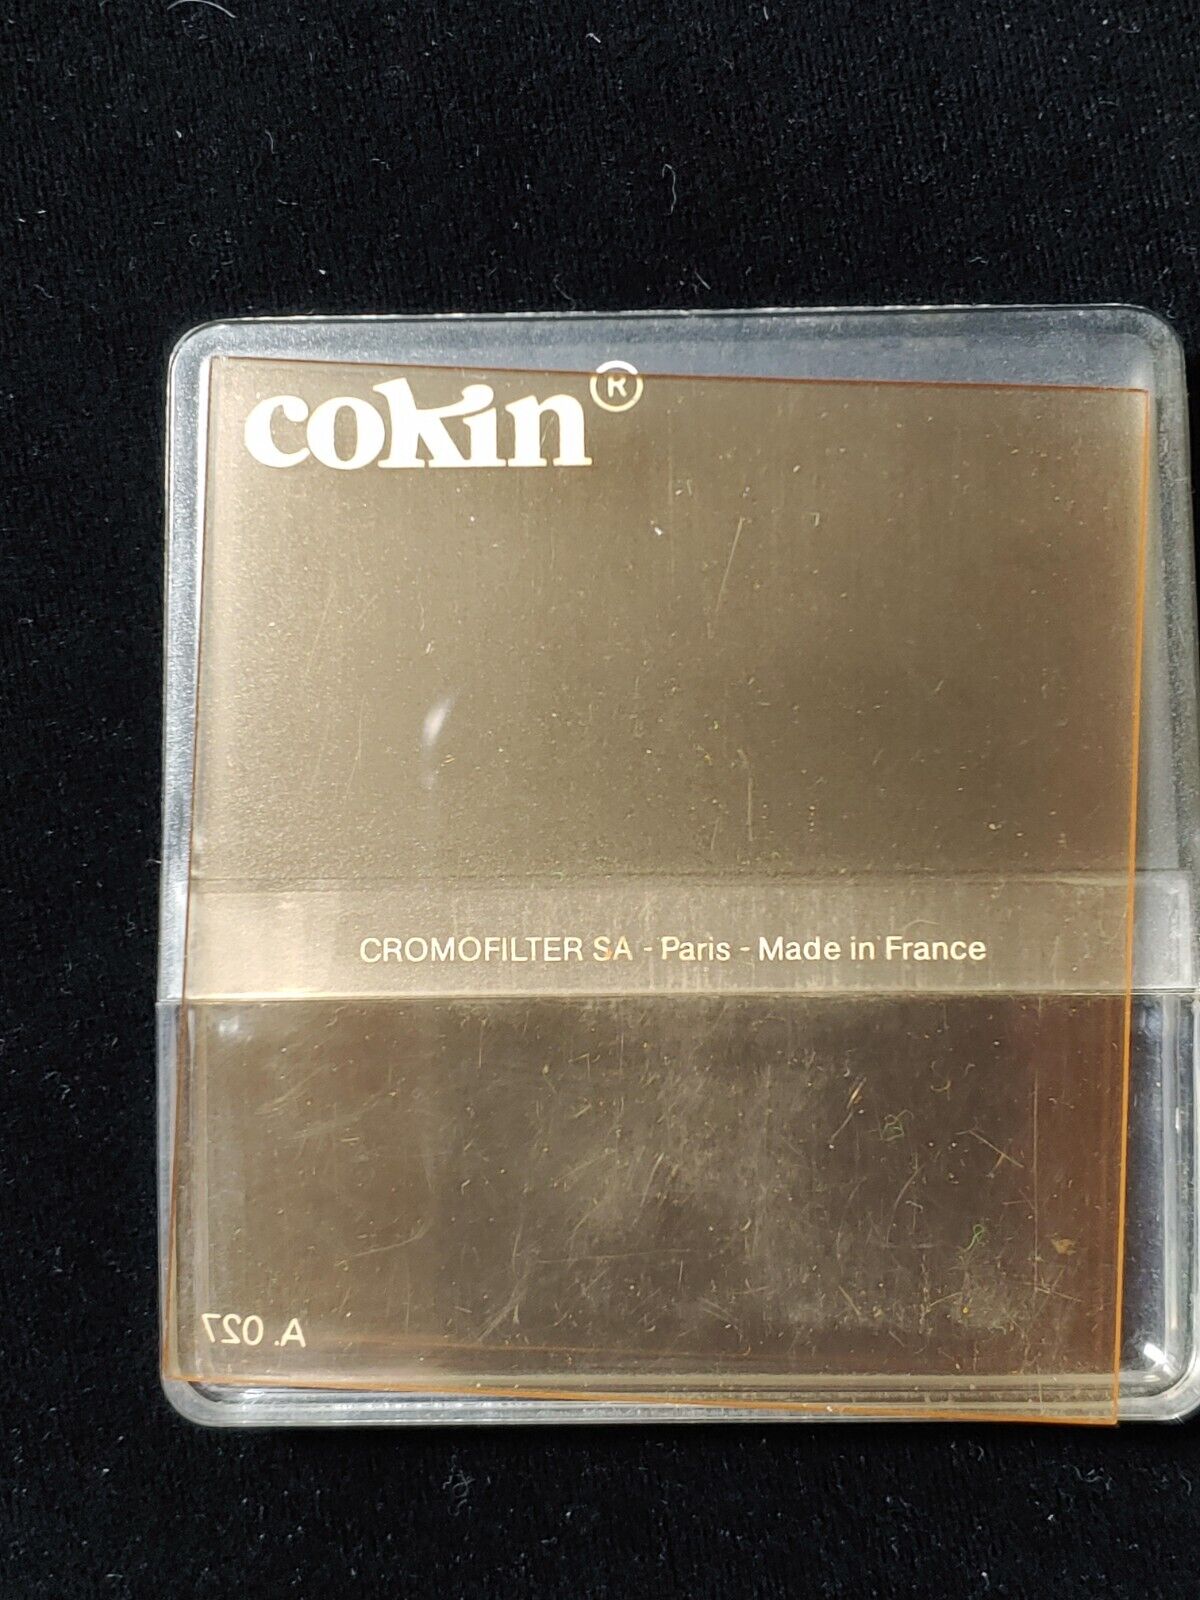 cokin ®
CROMOFILTER SA - Paris - Made in France
A. 027